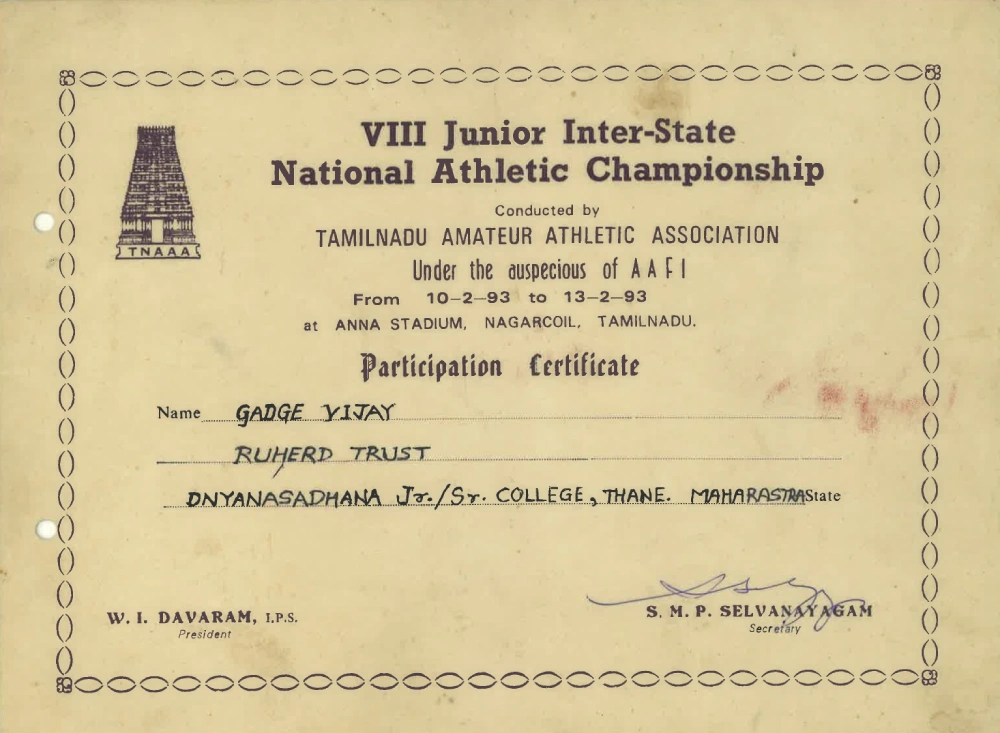 VIII Junior Inter-State
National Athletic Championship
Conducted by
TAMILNADU AMATEUR ATHLETIC ASSOCIATION
Under the auspecious of A A F I
From 10-2-93 to 13-2-93
at ANNA STADIUM, NAGARCOIL, TAMILNADU.
TNAAA
Participation Certificate
Name GADGE VIJAY
RUHERD TRUST
DNYANASADHANA Jr./Sr. COLLEGE, THANE. MAHARASTRA State
W. I. DAVARAM, I.P.S.
President
S. M. P. SELVANAYAGAM
Secretary